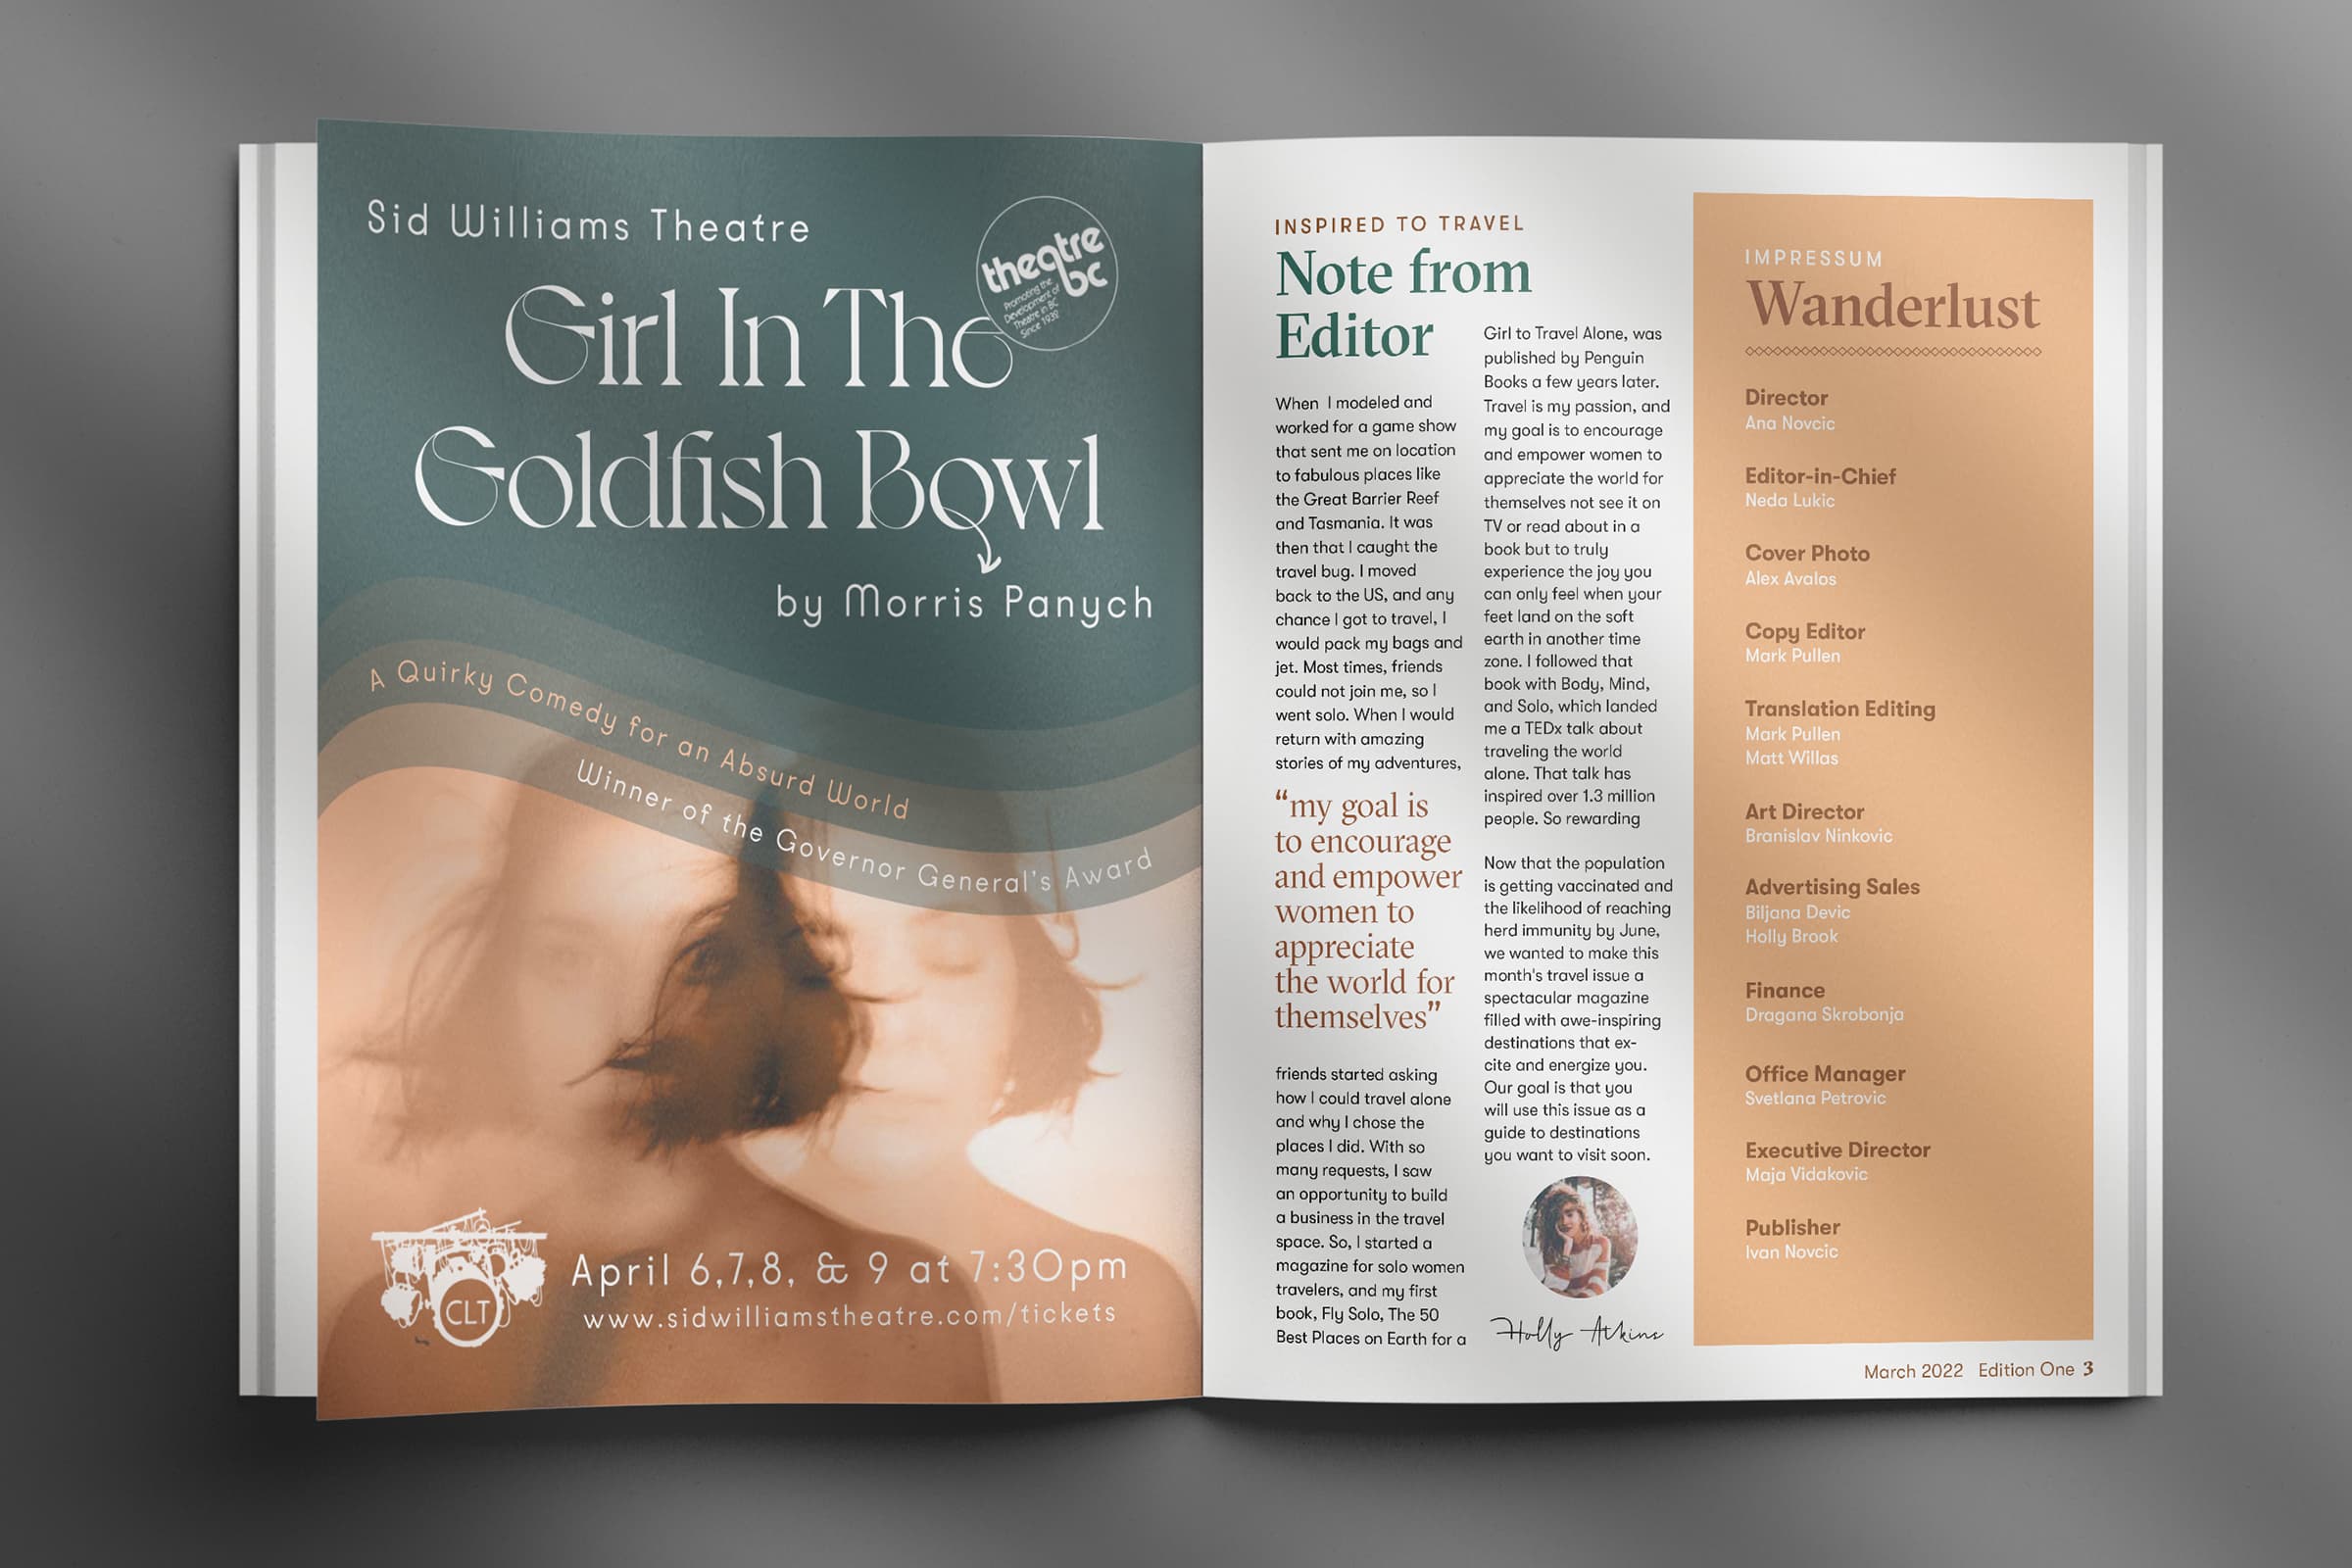 Sid Williams Theatre
theatre
bc
Promoting the
Development of
Theatre in BC
Since 1932
Girl In The
Goldfish Bowl
by Morris Panych
A Quirky Comedy for an Absurd World
Winner of the Governor General's Award
CLT
April 6,7,8, & 9 at 7:30pm
www.sidwilliamstheatre.com/tickets
INSPIRED TO TRAVEL
Note from
Editor
When I modeled and
worked for a game show
that sent me on location
to fabulous places like
the Great Barrier Reef
and Tasmania. It was
then that I caught the
travel bug. I moved
back to the US, and any
chance I got to travel, I
would pack my bags and
jet. Most times, friends
could not join me, so I
went solo. When I would
return with amazing
stories of my adventures,
“my goal is
to encourage
and empower
women to
appreciate
the world for
themselves”
friends started asking
how I could travel alone
and why I chose the
places I did. With so
many requests, I saw
an opportunity to build
a business in the travel
space. So, I started a
magazine for solo women
travelers, and my first
book, Fly Solo, The 50
Best Places on Earth for a
Girl to Travel Alone, was
published by Penguin
Books a few years later.
Travel is my passion, and
my goal is to encourage
and empower women to
appreciate the world for
themselves not see it on
TV or read about in a
book but to truly
experience the joy you
can only feel when your
feet land on the soft
earth in another time
zone. I followed that
book with Body, Mind,
and Solo, which landed
me a TEDx talk about
traveling the world
alone. That talk has
inspired over 1.3 million
people. So rewarding
Now that the population
is getting vaccinated and
the likelihood of reaching
herd immunity by June,
we wanted to make this
month's travel issue a
spectacular magazine
filled with awe-inspiring
destinations that ex-
cite and energize you.
Our goal is that you
will use this issue as a
guide to destinations
you want to visit soon.
Holly Atkins
IMPRESSUM
Wanderlust
Director
Ana Novcic
Editor-in-Chief
Neda Lukic
Cover Photo
Alex Avalos
Copy Editor
Mark Pullen
Translation Editing
Mark Pullen
Matt Willas
Art Director
Branislav Ninkovic
Advertising Sales
Biljana Devic
Holly Brook
Finance
Dragana Skrobonja
Office Manager
Svetlana Petrovic
Executive Director
Maja Vidakovic
Publisher
Ivan Novcic
March 2022 Edition One 3